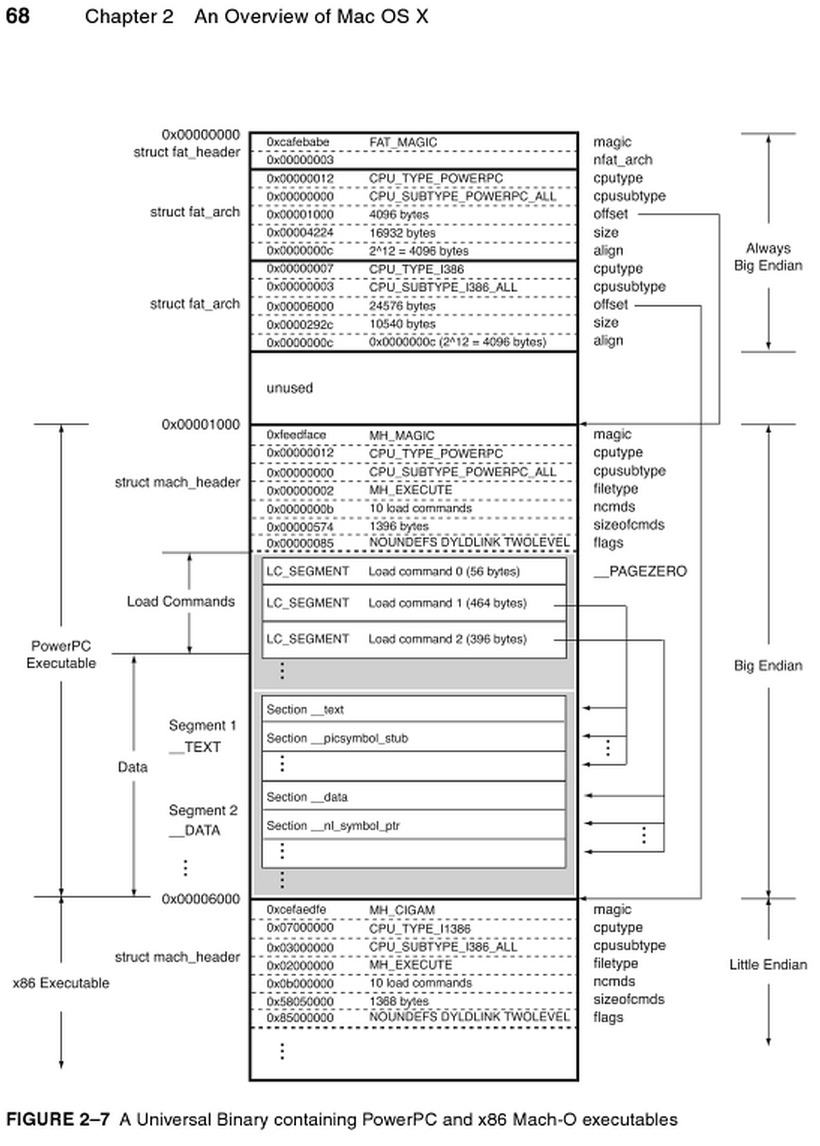 68 Chapter 2 An Overview of Mac OS X
0x00000000
struct fat_header
0xcafebabe FAT_MAGIC magic
0x00000003 nfat_arch
struct fat_arch
0x00000012 CPU_TYPE_POWERPC cputype
0x00000000 CPU_SUBTYPE_POWERPC_ALL cpusubtype
0x00001000 4096 bytes offset
0x00004224 16932 bytes size
0x0000000c 2^12 = 4096 bytes align
Always
Big Endian
struct fat_arch
0x00000007 CPU_TYPE_I386 cputype
0x00000003 CPU_SUBTYPE_I386_ALL cpusubtype
0x00006000 24576 bytes offset
0x0000292c 10540 bytes size
0x0000000c 0x0000000c (2^12 = 4096 bytes) align
unused
0x00001000
struct mach_header
0xfeedface MH_MAGIC magic
0x00000012 CPU_TYPE_POWERPC cputype
0x00000000 CPU_SUBTYPE_POWERPC_ALL cpusubtype
0x00000002 MH_EXECUTE filetype
0x0000000b 10 load commands ncmds
0x00000574 1396 bytes sizeofcmds
0x00000085 NOUNDEFS DYLDLINK TWOLEVEL flags
Load Commands
LC_SEGMENT Load command 0 (56 bytes) __PAGEZERO
LC_SEGMENT Load command 1 (464 bytes)
LC_SEGMENT Load command 2 (396 bytes)
PowerPC
Executable
Big Endian
Data
Segment 1
__TEXT
Section __text
Section __picsymbol_stub
Segment 2
__DATA
Section __data
Section __nl_symbol_ptr
0x00006000
struct mach_header
0xcefaedfe MH_CIGAM magic
0x07000000 CPU_TYPE_I1386 cputype
0x03000000 CPU_SUBTYPE_I386_ALL cpusubtype
0x02000000 MH_EXECUTE filetype
0x0b000000 10 load commands ncmds
0x58050000 1368 bytes sizeofcmds
0x85000000 NOUNDEFS DYLDLINK TWOLEVEL flags
x86 Executable
Little Endian
FIGURE 2–7 A Universal Binary containing PowerPC and x86 Mach-O executables